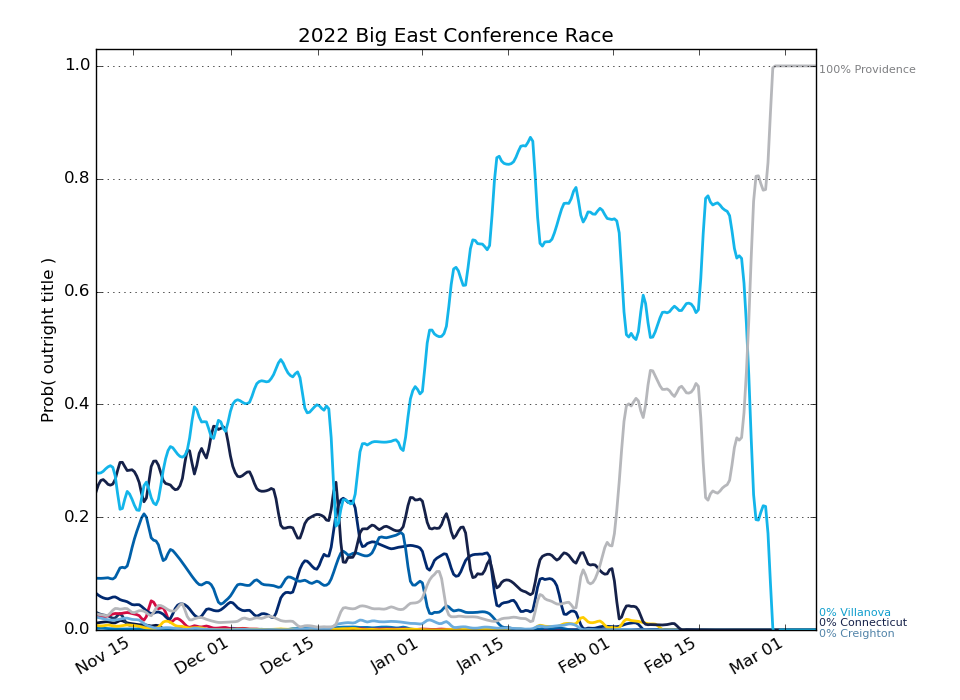 2022 Big East Conference Race
Prob( outright title )
1.0
0.8
0.6
0.4
0.2
0.0
Nov 15
Dec 01
Dec 15
Jan 01
Jan 15
Feb 01
Feb 15
Mar 01
100% Providence
0% Villanova
0% Connecticut
0% Creighton